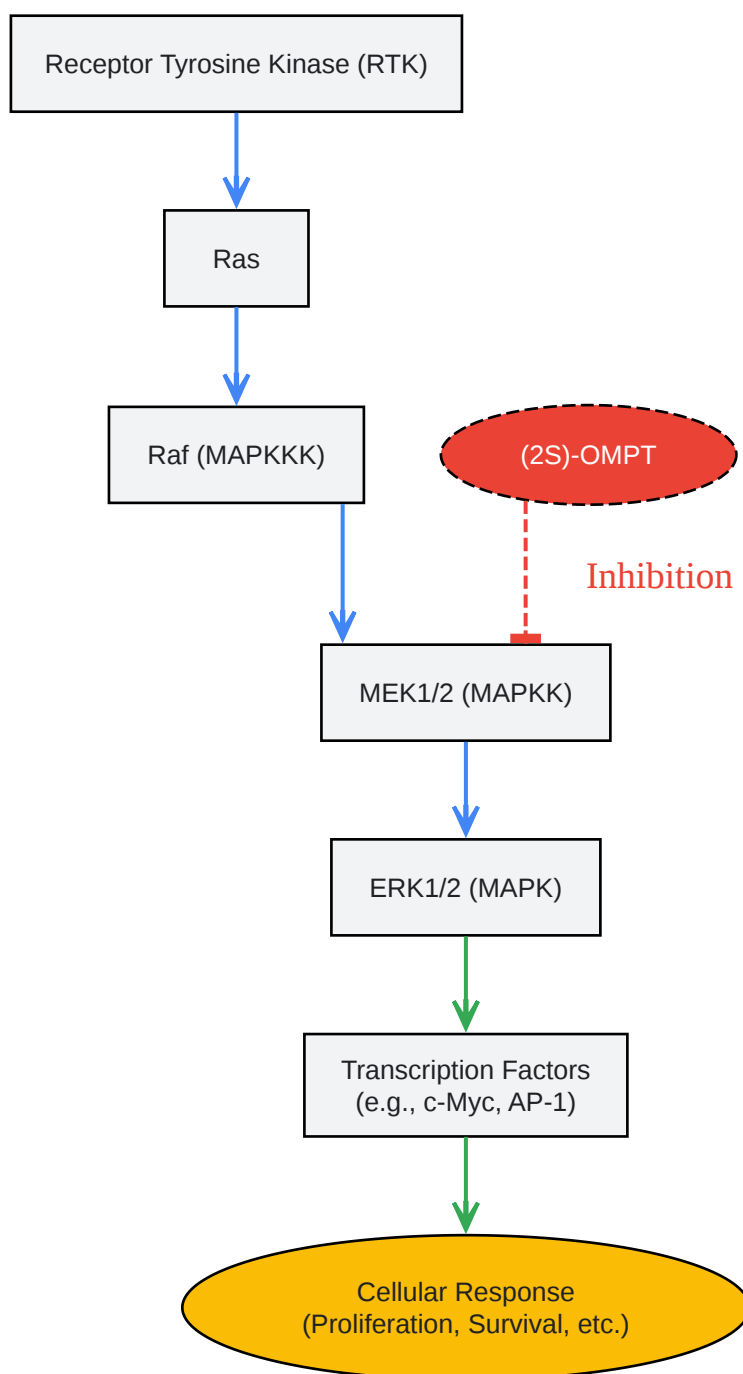 Receptor Tyrosine Kinase (RTK)
Ras
Raf (MAPKKK)
(2S)-OMPT
Inhibition
MEK1/2 (MAPKK)
ERK1/2 (MAPK)
Transcription Factors
(e.g., c-Myc, AP-1)
Cellular Response
(Proliferation, Survival, etc.)